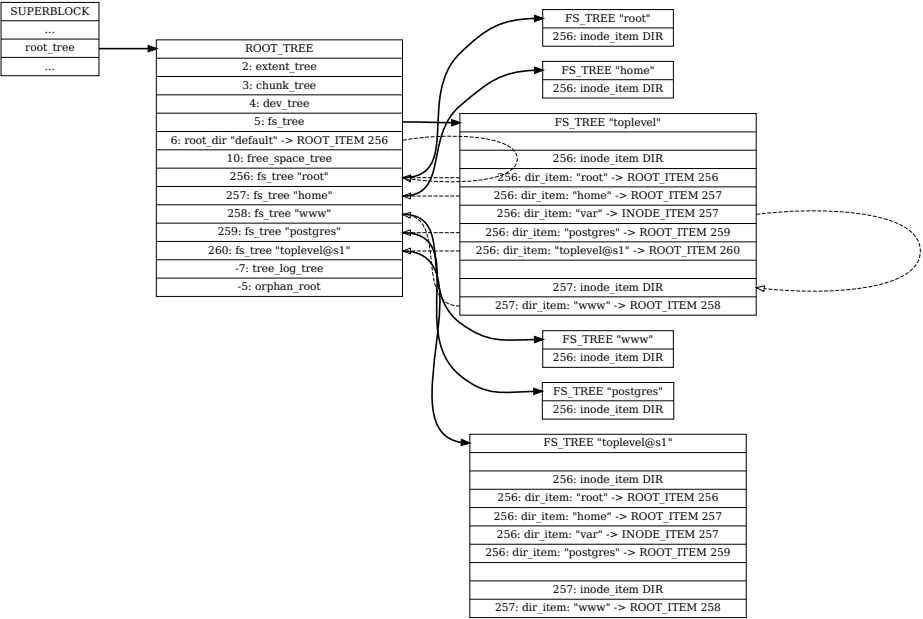 SUPERBLOCK
...
root_tree
...
ROOT_TREE
2: extent_tree
3: chunk_tree
4: dev_tree
5: fs_tree
6: root_dir "default" -> ROOT_ITEM 256
10: free_space_tree
256: fs_tree "root"
257: fs_tree "home"
258: fs_tree "www"
259: fs_tree "postgres"
260: fs_tree "toplevel@s1"
-7: tree_log_tree
-5: orphan_root
FS_TREE "root"
256: inode_item DIR
FS_TREE "home"
256: inode_item DIR
FS_TREE "toplevel"
256: inode_item DIR
256: dir_item: "root" -> ROOT_ITEM 256
256: dir_item: "home" -> ROOT_ITEM 257
256: dir_item: "var" -> INODE_ITEM 257
256: dir_item: "postgres" -> ROOT_ITEM 259
256: dir_item: "toplevel@s1" -> ROOT_ITEM 260
257: inode_item DIR
257: dir_item: "www" -> ROOT_ITEM 258
FS_TREE "www"
256: inode_item DIR
FS_TREE "postgres"
256: inode_item DIR
FS_TREE "toplevel@s1"
256: inode_item DIR
256: dir_item: "root" -> ROOT_ITEM 256
256: dir_item: "home" -> ROOT_ITEM 257
256: dir_item: "var" -> INODE_ITEM 257
256: dir_item: "postgres" -> ROOT_ITEM 259
257: inode_item DIR
257: dir_item: "www" -> ROOT_ITEM 258